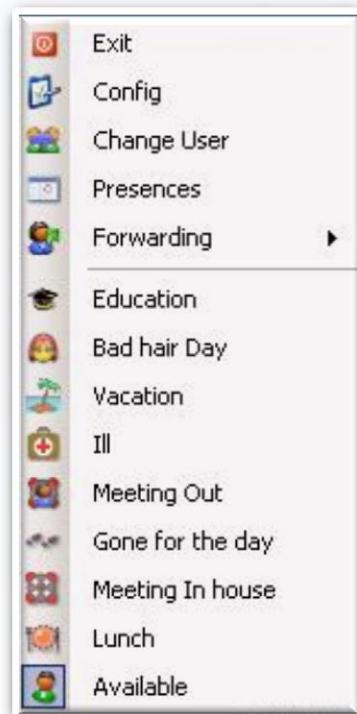 Exit
Config
Change User
Presences
Forwarding
Education
Bad hair Day
Vacation
Ill
Meeting Out
Gone for the day
Meeting In house
Lunch
Available